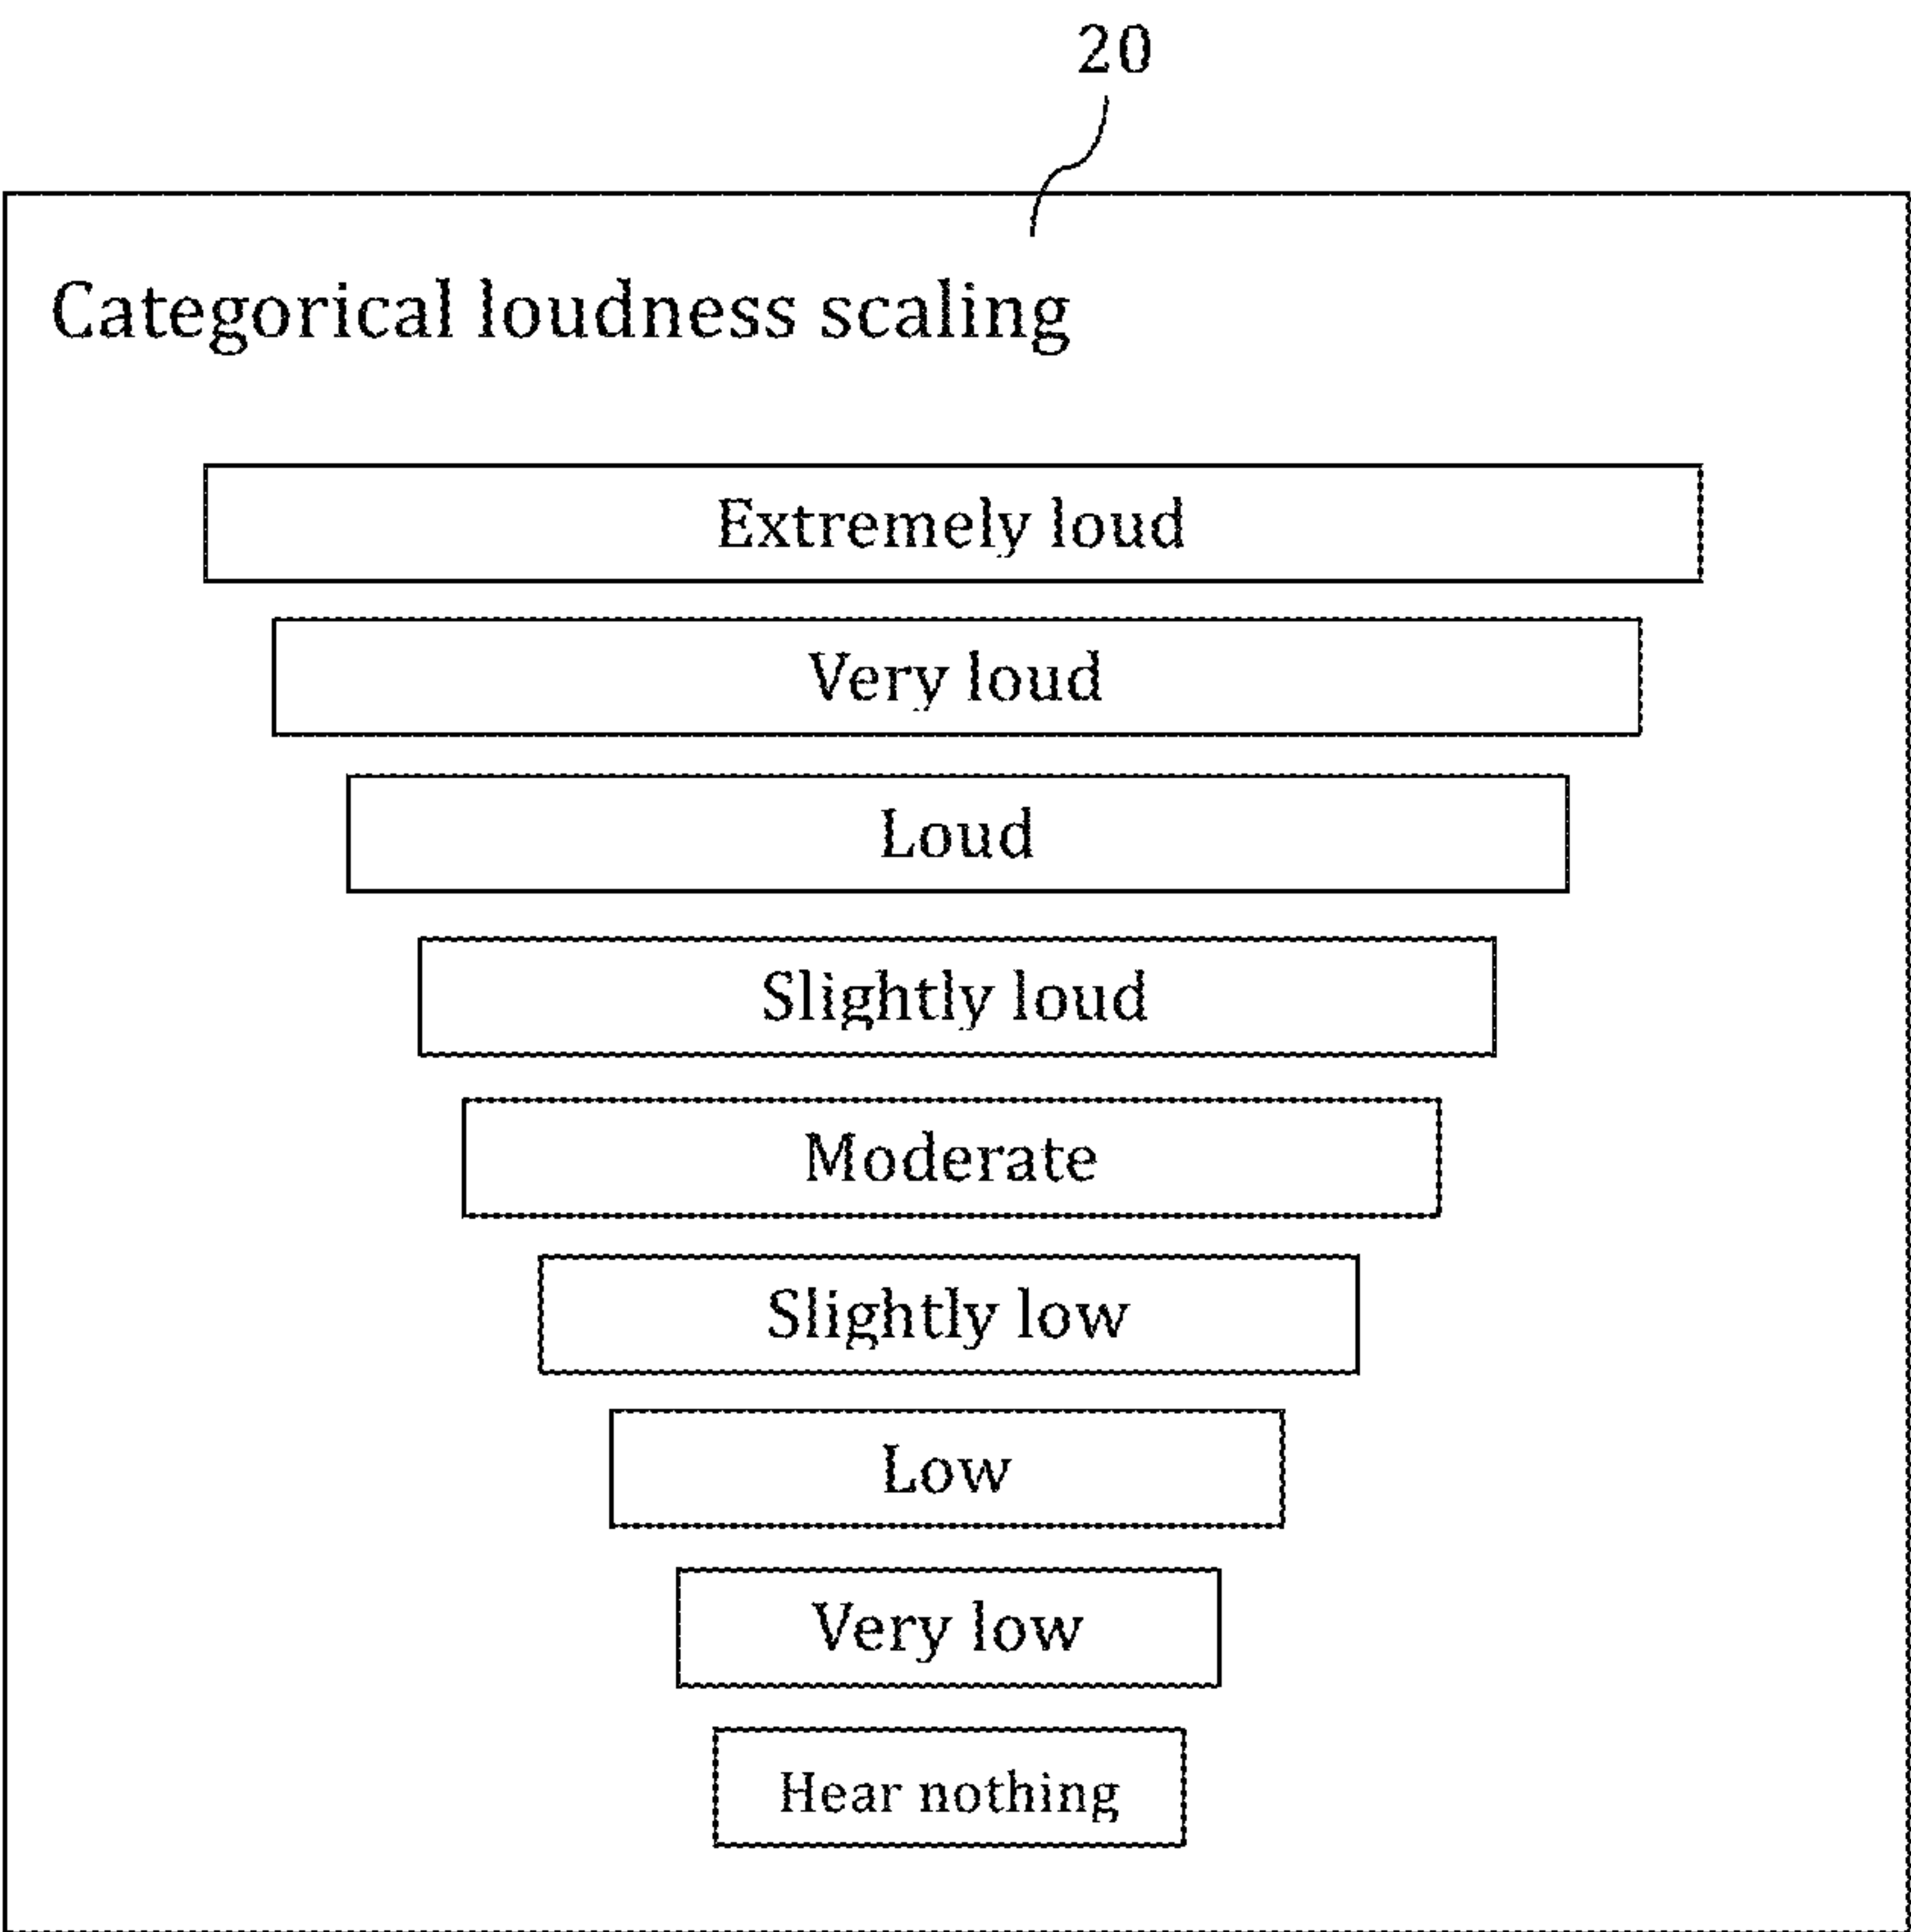 20
Categorical loudness scaling
Extremely loud
Very loud
Loud
Slightly loud
Moderate
Slightly low
Low
Very low
Hear nothing